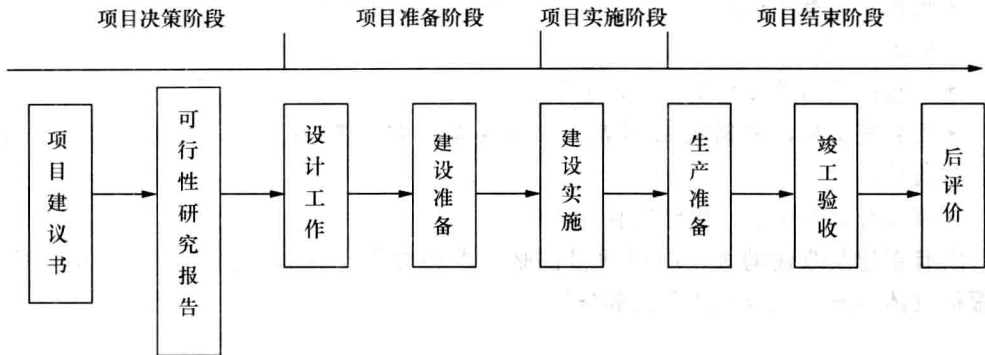 项目决策阶段
项目准备阶段
项目实施阶段
项目结束阶段
项目建议书
可行性研究报告
设计工作
建设准备
建设实施
生产准备
竣工验收
后评价